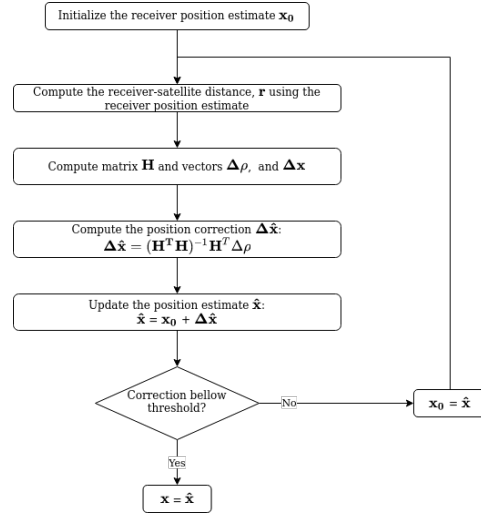 Initialize the receiver position estimate x₀
Compute the receiver-satellite distance, r using the
receiver position estimate
Compute matrix H and vectors Δρ, and Δx
Compute the position correction Δx̂:
Δx̂ = (HᵀH)⁻¹HᵀΔρ
Update the position estimate x̂:
x̂ = x₀ + Δx̂
Correction bellow
threshold?
No
x₀ = x̂
Yes
x = x̂